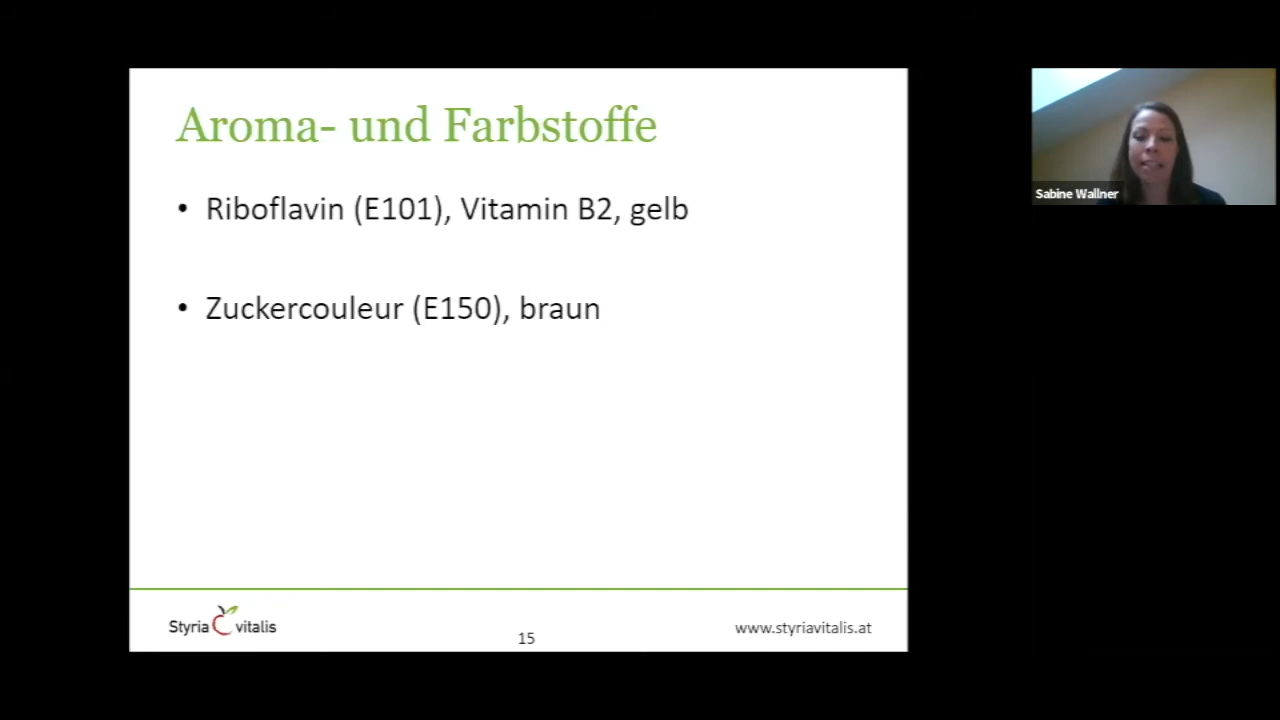 Aroma- und Farbstoffe
• Riboflavin (E101), Vitamin B2, gelb
• Zuckercouleur (E150), braun
Styria vitalis
15
www.styriavitalis.at
Sabine Wallner